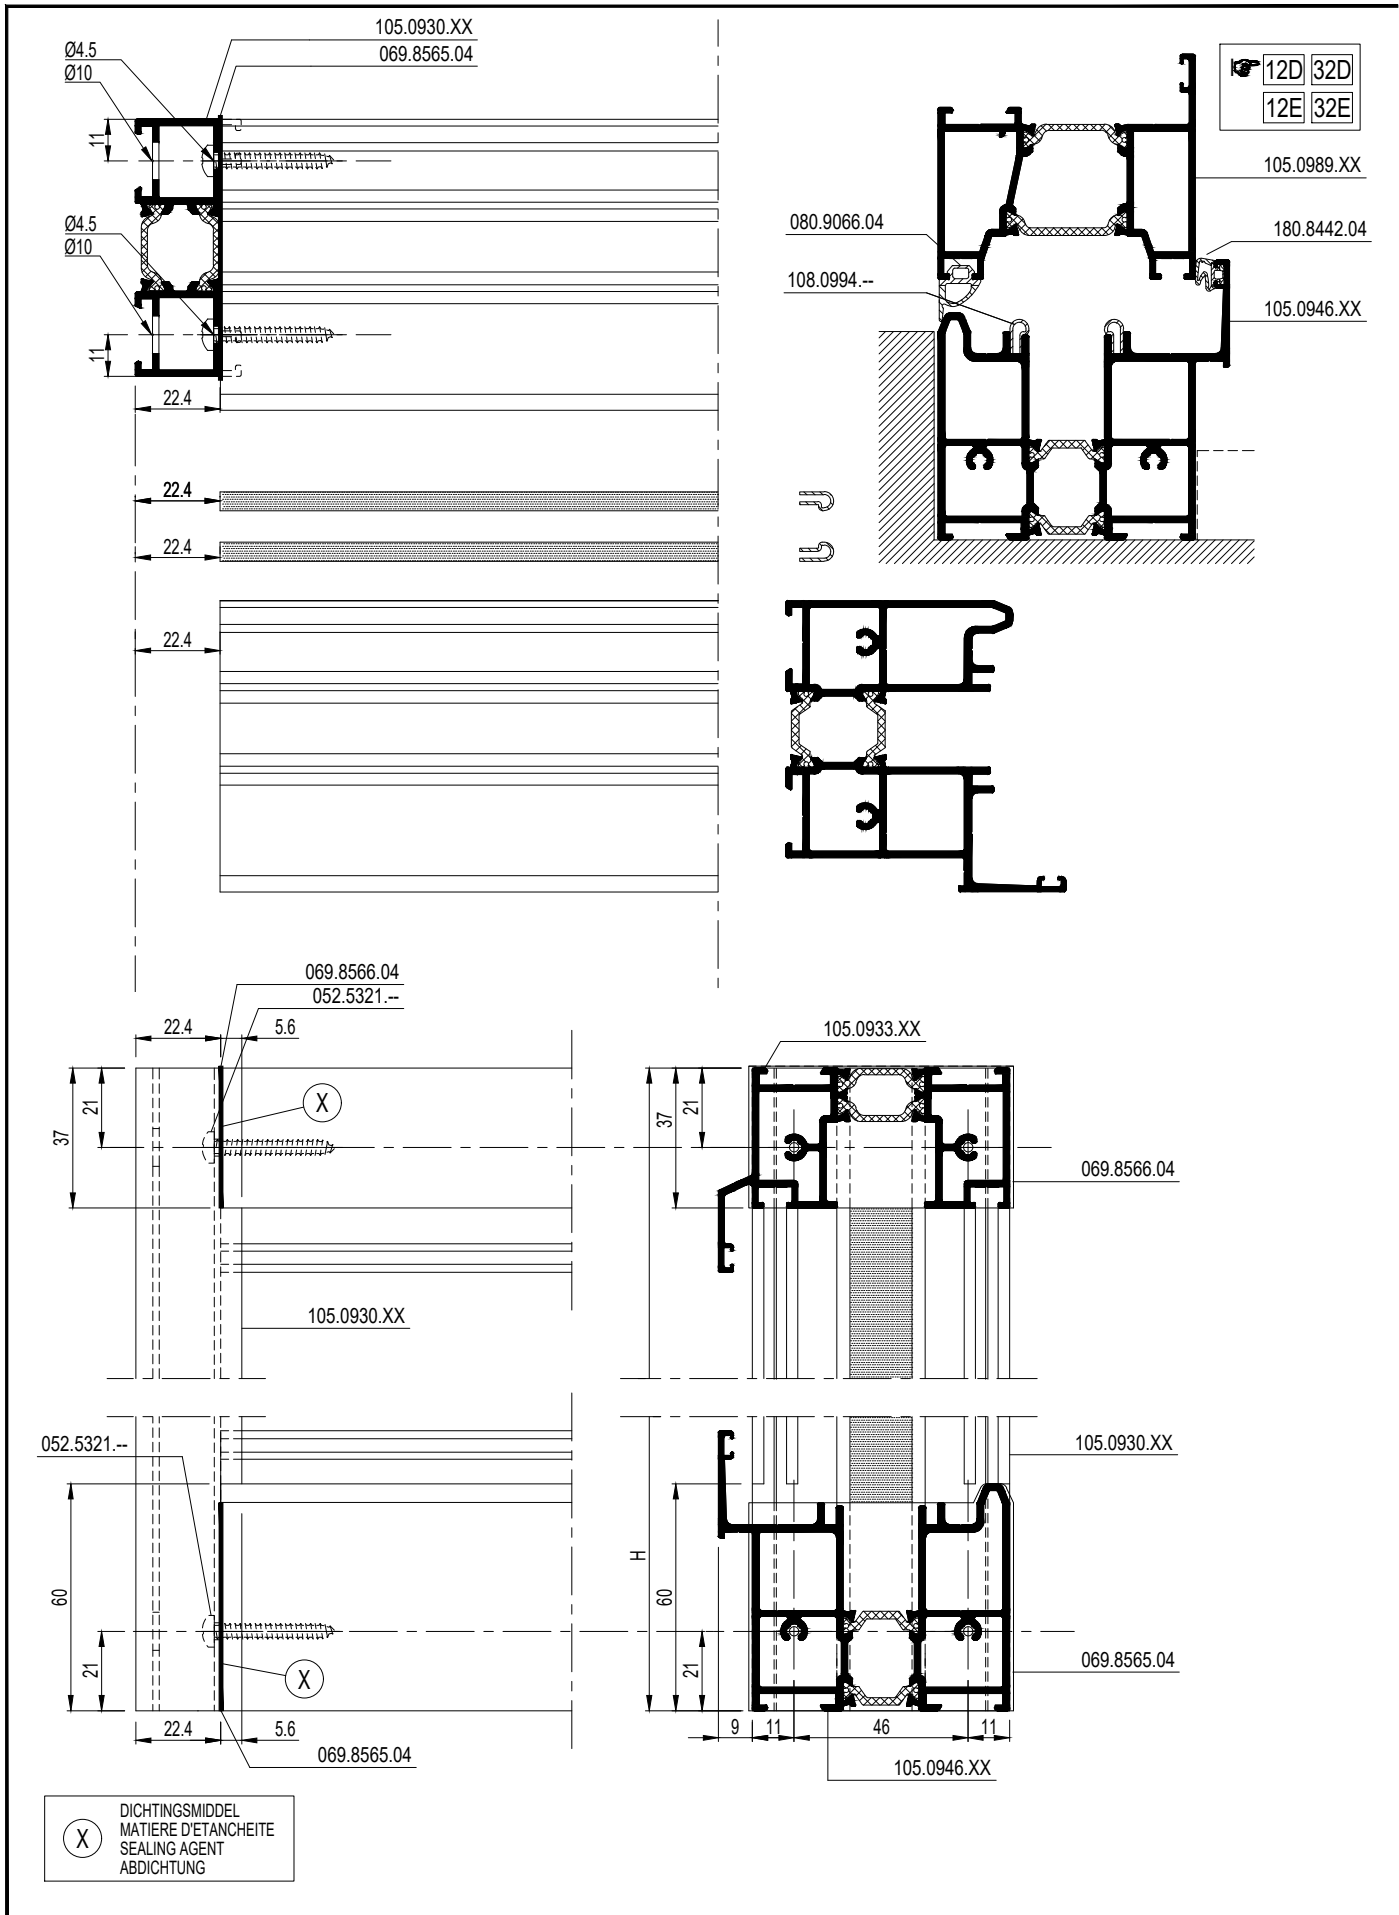 105.0930.XX
069.8565.04
Ø4.5
Ø10
11
Ø4.5
Ø10
11
22.4
22.4
22.4
22.4
12D 32D
12E 32E
105.0989.XX
080.9066.04
180.8442.04
108.0994.--
105.0946.XX
069.8566.04
052.5321.--
22.4
5.6
21
37
X
105.0930.XX
105.0933.XX
37
21
069.8566.04
052.5321.--
60
21
X
22.4
5.6
069.8565.04
105.0930.XX
H
60
21
069.8565.04
9
11
46
11
105.0946.XX
X
DICHTINGSMIDDEL
MATIERE D'ETANCHEITE
SEALING AGENT
ABDICHTUNG